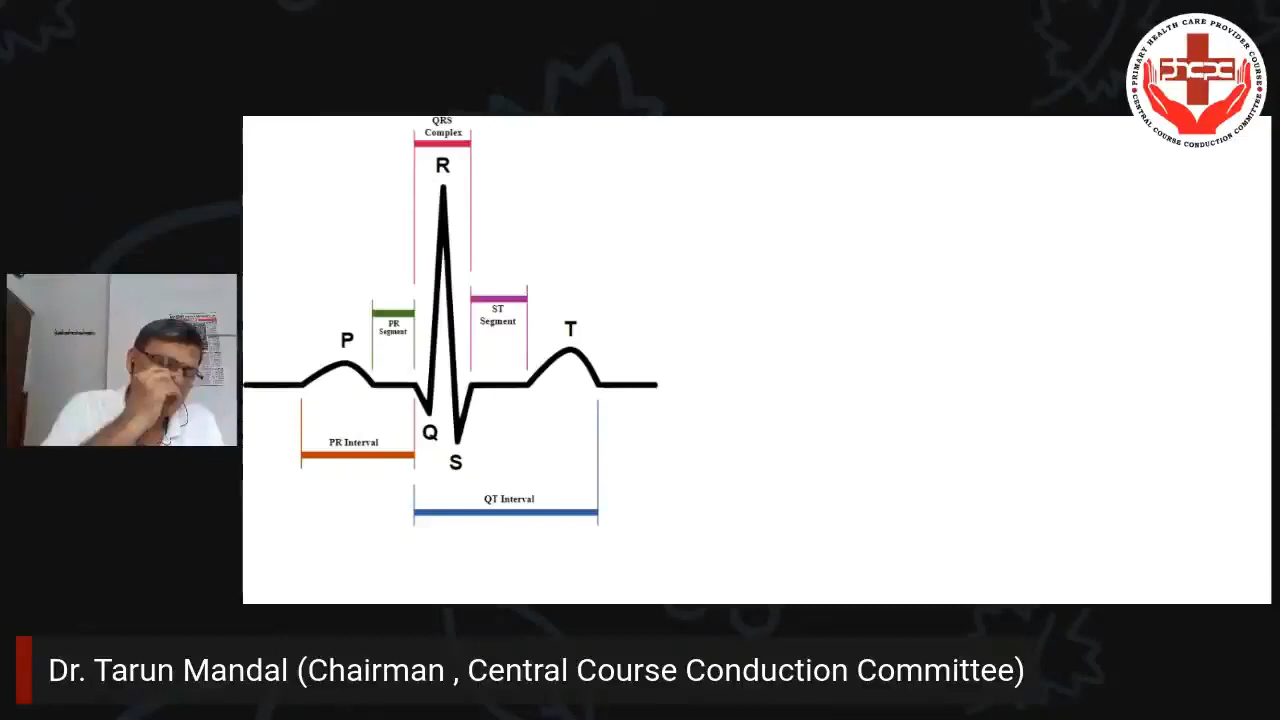 PRIMARY HEALTH CARE PROVIDER COURSE
phcpc
CENTRAL COURSE CONDUCTION COMMITTEE
QRS
Complex
R
ST
Segment
PR
Segment
P
T
Q
PR Interval
S
QT Interval
Dr. Tarun Mandal (Chairman , Central Course Conduction Committee)